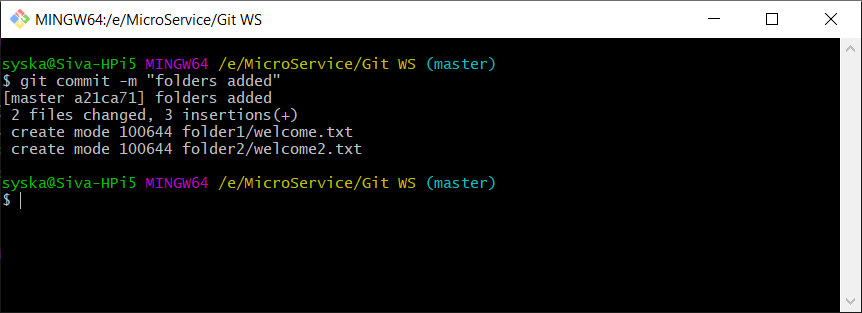 MINGW64:/e/MicroService/Git WS
syska@Siva-HPi5 MINGW64 /e/MicroService/Git WS (master)
$ git commit -m "folders added"
[master a21ca71] folders added
 2 files changed, 3 insertions(+)
 create mode 100644 folder1/welcome.txt
 create mode 100644 folder2/welcome2.txt
syska@Siva-HPi5 MINGW64 /e/MicroService/Git WS (master)
$